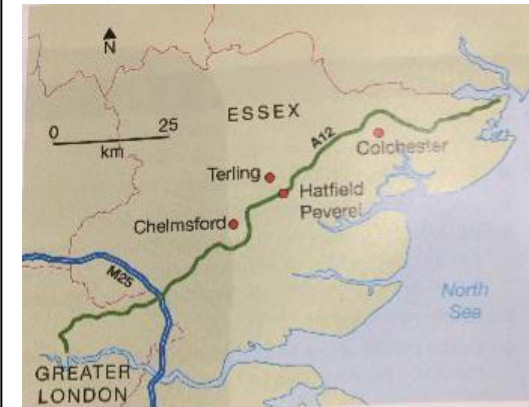 N
ESSEX
0 25
km
A12
Colchester
Terling
Hatfield
Peverel
Chelmsford
M25
North
Sea
GREATER
LONDON